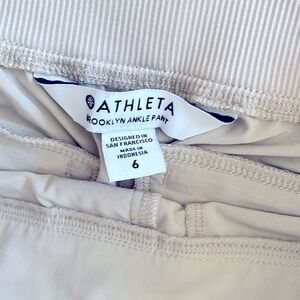 ATHLETA
BROOKLYN ANKLE PANT
DESIGNED IN
SAN FRANCISCO
MADE IN
INDONESIA
6